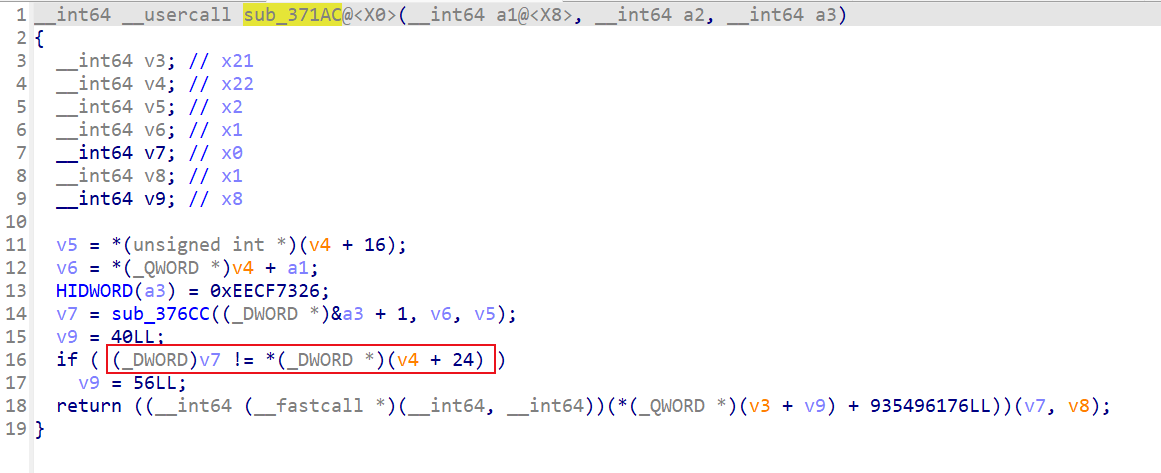 1 __int64 __usercall sub_371AC@<X0>(__int64 a1@<X8>, __int64 a2, __int64 a3)
2 {
3   __int64 v3; // x21
4   __int64 v4; // x22
5   __int64 v5; // x2
6   __int64 v6; // x1
7   __int64 v7; // x0
8   __int64 v8; // x1
9   __int64 v9; // x8
10
11   v5 = *(unsigned int *)(v4 + 16);
12   v6 = *(_QWORD *)v4 + a1;
13   HIDWORD(a3) = 0xEECF7326;
14   v7 = sub_376CC((_DWORD *)&a3 + 1, v6, v5);
15   v9 = 40LL;
16   if ( (_DWORD)v7 != *(_DWORD *)(v4 + 24) )
17     v9 = 56LL;
18   return ((__int64 (__fastcall *)(__int64, __int64))(*(_QWORD *)(v3 + v9) + 935496176LL))(v7, v8);
19 }